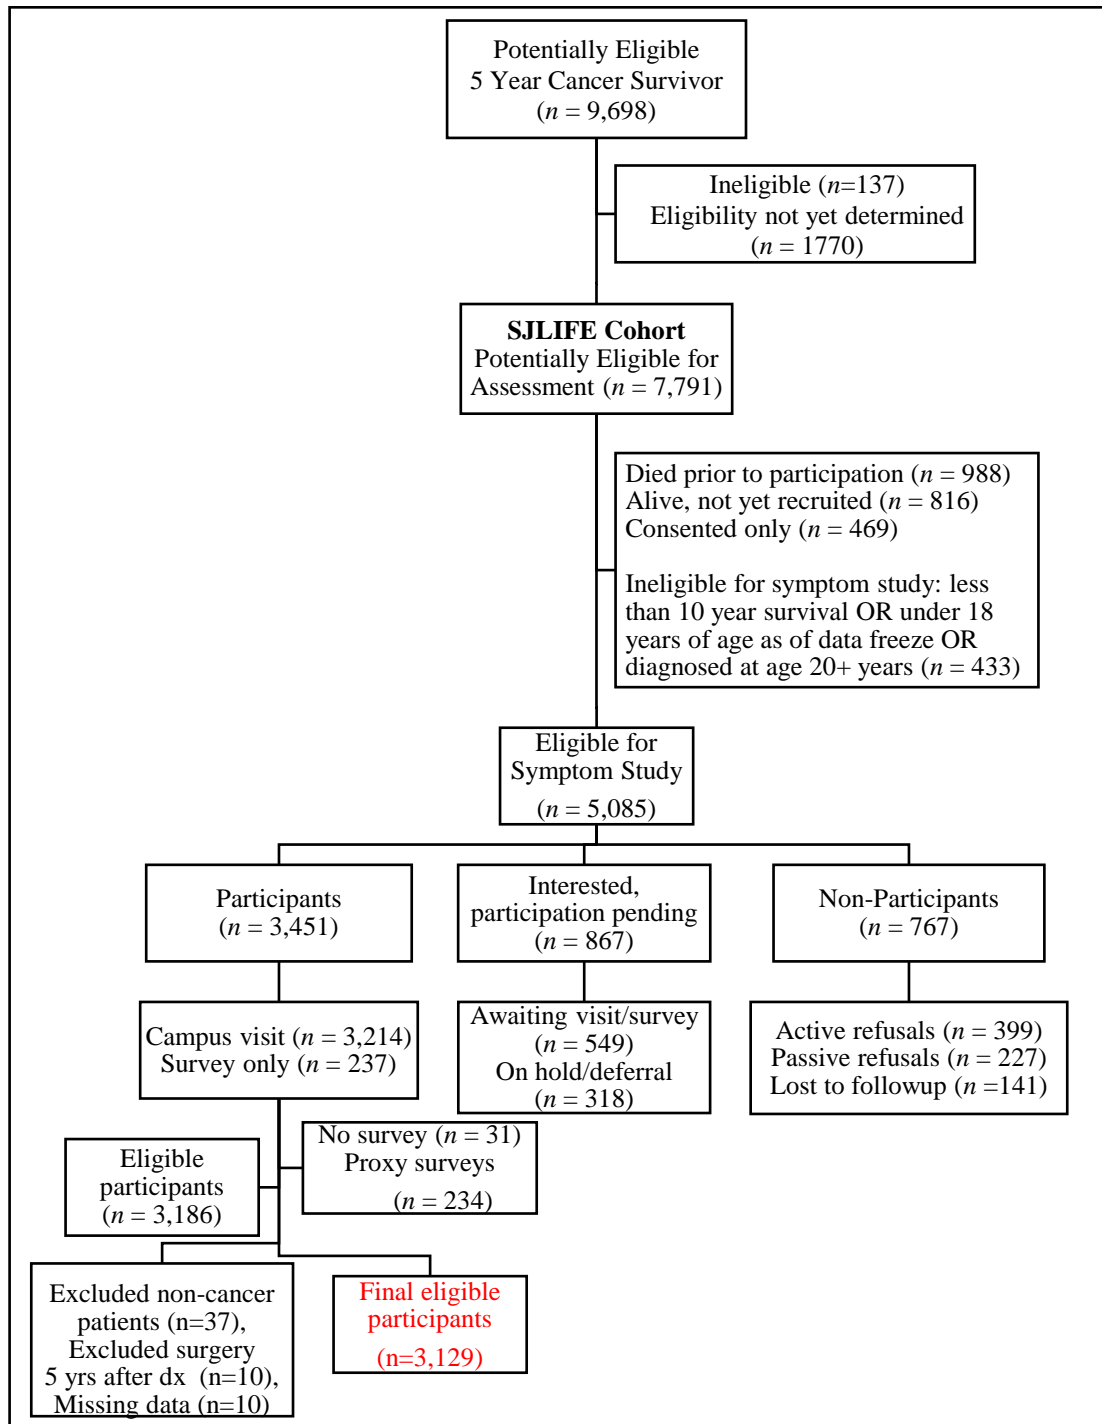 Potentially Eligible
5 Year Cancer Survivor
(n = 9,698)
Ineligible (n=137)
Eligibility not yet determined
(n = 1770)
SJLIFE Cohort
Potentially Eligible for
Assessment (n = 7,791)
Died prior to participation (n = 988)
Alive, not yet recruited (n = 816)
Consented only (n = 469)
Ineligible for symptom study: less
than 10 year survival OR under 18
years of age as of data freeze OR
diagnosed at age 20+ years (n = 433)
Eligible for
Symptom Study
(n = 5,085)
Participants
(n = 3,451)
Interested,
participation pending
(n = 867)
Non-Participants
(n = 767)
Campus visit (n = 3,214)
Survey only (n = 237)
Awaiting visit/survey
(n = 549)
On hold/deferral
(n = 318)
Active refusals (n = 399)
Passive refusals (n = 227)
Lost to followup (n =141)
No survey (n = 31)
Proxy surveys
(n = 234)
Eligible
participants
(n = 3,186)
Excluded non-cancer
patients (n=37),
Excluded surgery
5 yrs after dx (n=10),
Missing data (n=10)
Final eligible
participants
(n=3,129)